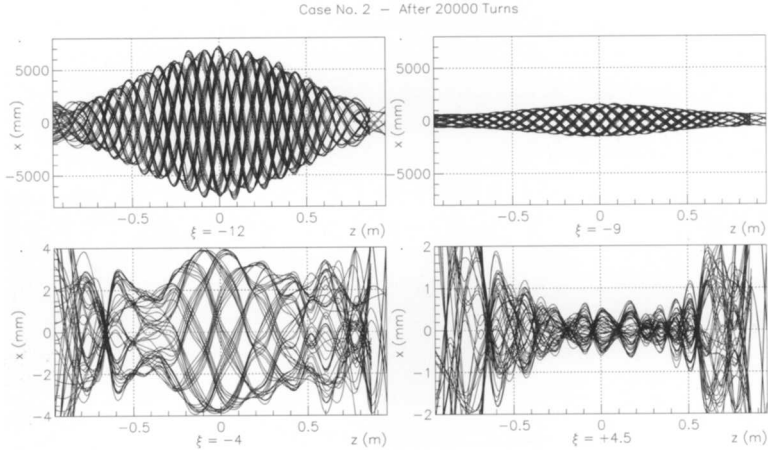 Case No. 2 − After 20000 Turns
5000
0
−5000
x (mm)
−0.5
0
0.5
z (m)
ξ = −12
5000
0
−5000
x (mm)
−0.5
0
0.5
z (m)
ξ = −9
4
2
0
−2
−4
x (mm)
−0.5
0
0.5
z (m)
ξ = −4
2
1
0
−1
−2
x (mm)
−0.5
0
0.5
z (m)
ξ = +4.5